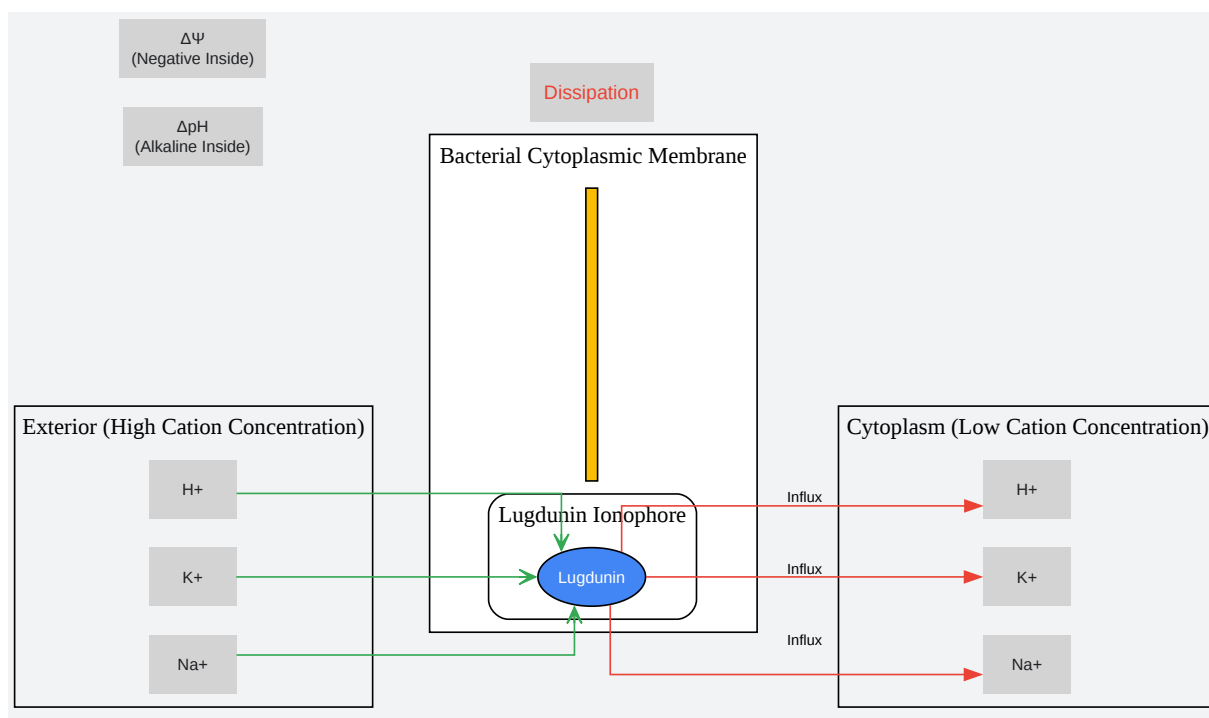 ΔΨ
(Negative Inside)
ΔpH
(Alkaline Inside)
Dissipation
Bacterial Cytoplasmic Membrane
Exterior (High Cation Concentration)
H+
K+
Na+
Lugdunin Ionophore
Lugdunin
Influx
Influx
Influx
Cytoplasm (Low Cation Concentration)
H+
K+
Na+